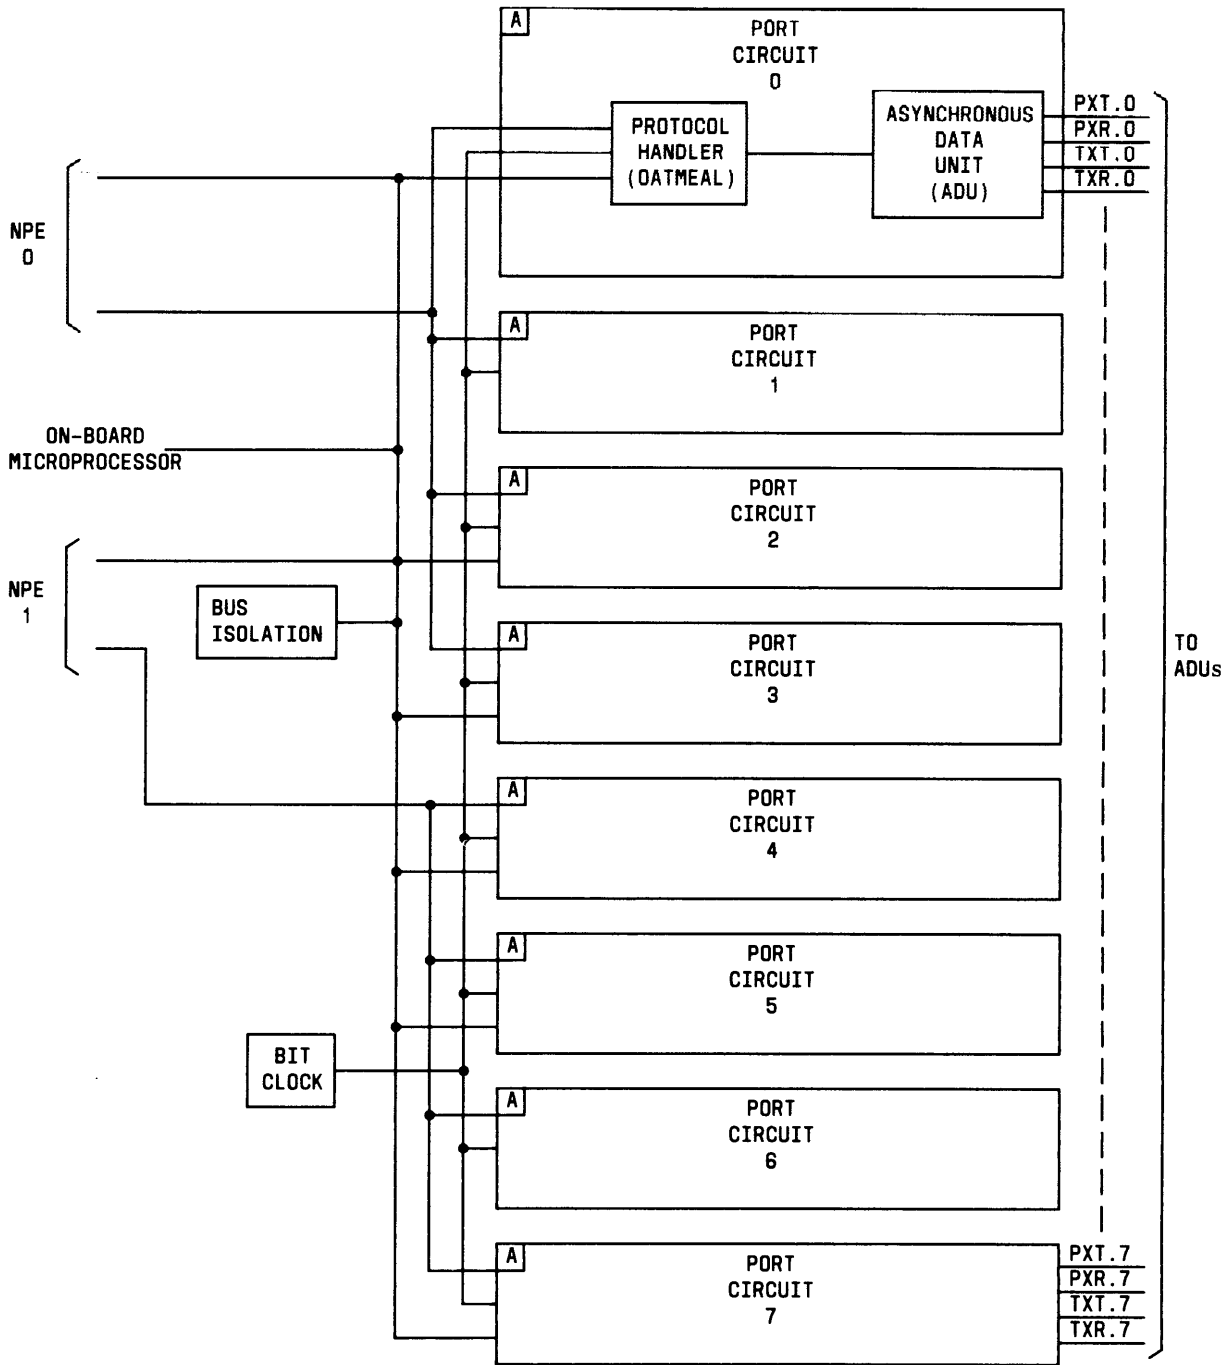 A
PORT
CIRCUIT
0
PROTOCOL
HANDLER
(OATMEAL)
ASYNCHRONOUS
DATA
UNIT
(ADU)
PXT.0
PXR.0
TXT.0
TXR.0
NPE
0
A
PORT
CIRCUIT
1
ON-BOARD
MICROPROCESSOR
A
PORT
CIRCUIT
2
NPE
1
BUS
ISOLATION
A
PORT
CIRCUIT
3
TO
ADUs
A
PORT
CIRCUIT
4
A
PORT
CIRCUIT
5
BIT
CLOCK
A
PORT
CIRCUIT
6
A
PORT
CIRCUIT
7
PXT.7
PXR.7
TXT.7
TXR.7